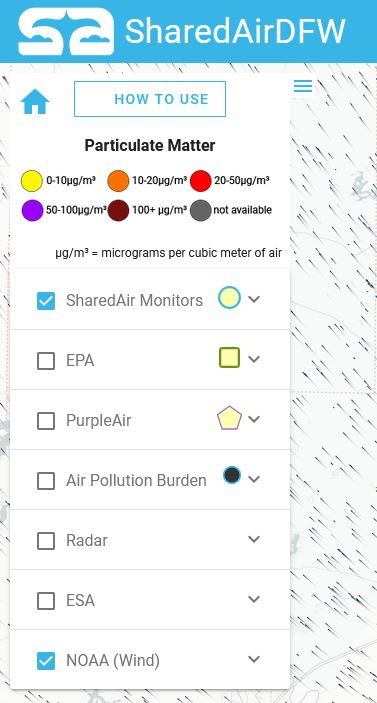 sa SharedAirDFW
HOW TO USE
Particulate Matter
0-10µg/m³ 10-20µg/m³ 20-50µg/m³
50-100µg/m³ 100+ µg/m³ not available
µg/m³ = micrograms per cubic meter of air
SharedAir Monitors
EPA
PurpleAir
Air Pollution Burden
Radar
ESA
NOAA (Wind)